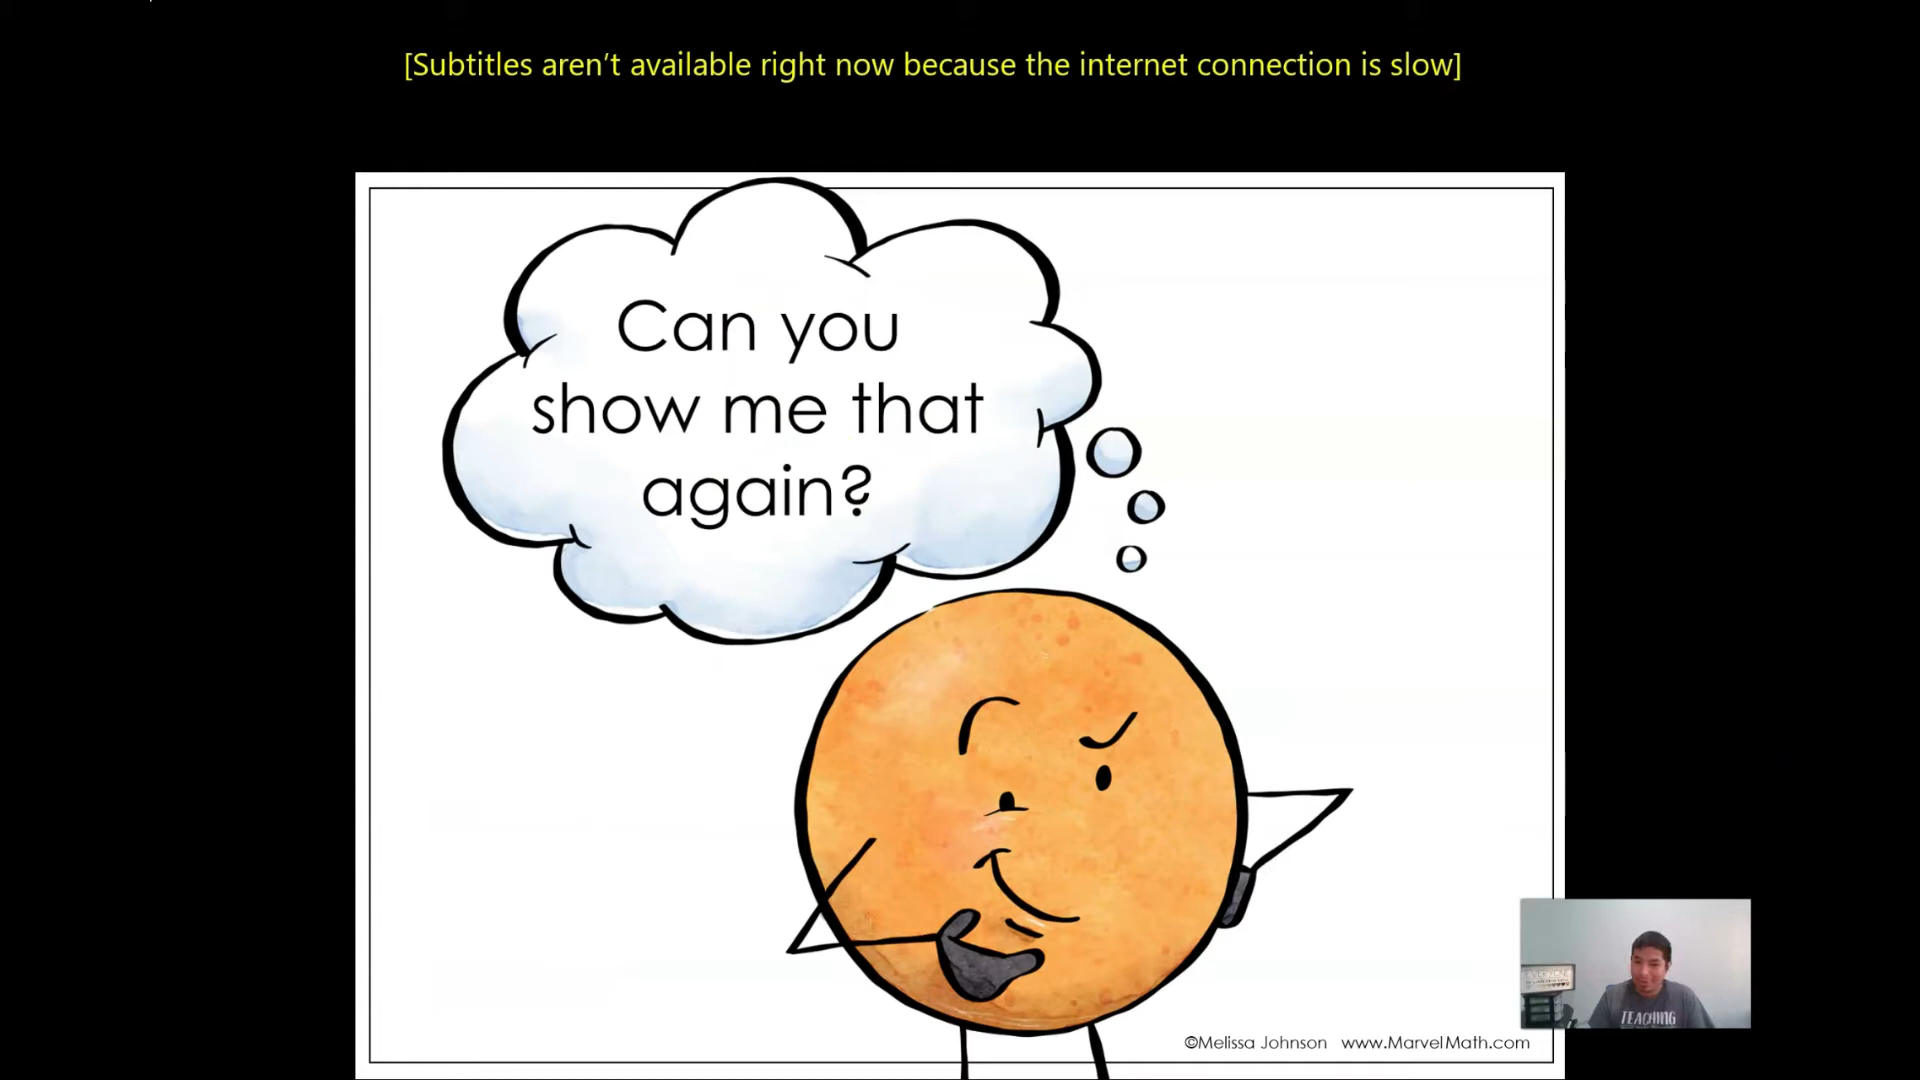 [Subtitles aren’t available right now because the internet connection is slow]
Can you
show me that
again?
©Melissa Johnson www.MarvelMath.com
TEACHING